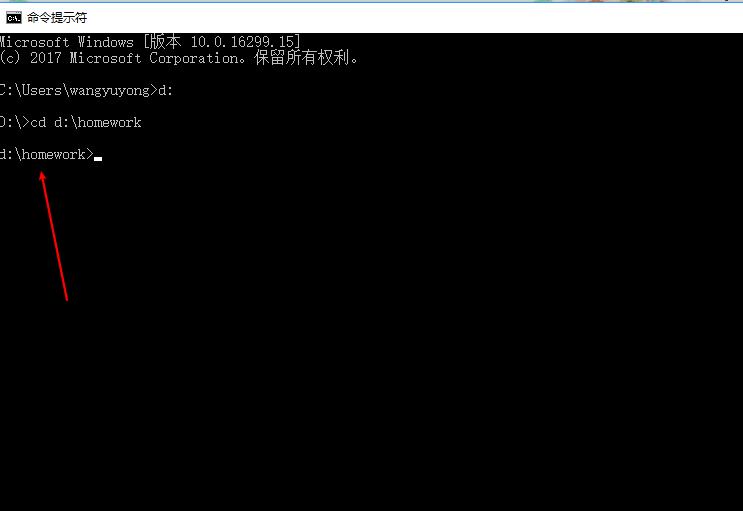 命令提示符
Microsoft Windows [版本 10.0.16299.15]
(c) 2017 Microsoft Corporation。保留所有权利。
C:\Users\wangyuyong>d:
D:\>cd d:\homework
d:\homework>